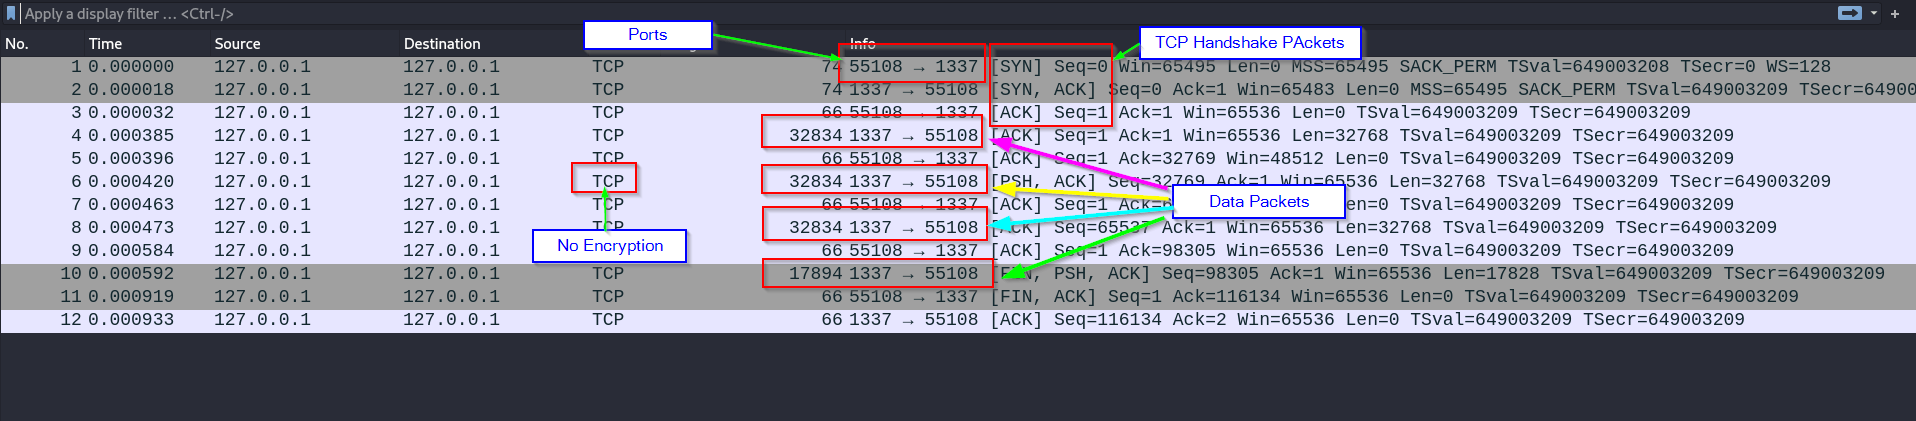 Apply a display filter ... <Ctrl-/>
Ports
No. Time Source Destination Info
TCP Handshake PAckets
1 0.000000 127.0.0.1 127.0.0.1 TCP 74 55108 → 1337 [SYN] Seq=0 Win=65495 Len=0 MSS=65495 SACK_PERM TSval=649003208 TSecr=0 WS=128
2 0.000018 127.0.0.1 127.0.0.1 TCP 74 1337 → 55108 [SYN, ACK] Seq=0 Ack=1 Win=65483 Len=0 MSS=65495 SACK_PERM TSval=649003209 TSecr=64900
3 0.000032 127.0.0.1 127.0.0.1 TCP 66 55108 → 1337 [ACK] Seq=1 Ack=1 Win=65536 Len=0 TSval=649003209 TSecr=649003209
4 0.000385 127.0.0.1 127.0.0.1 TCP 32834 1337 → 55108 [ACK] Seq=1 Ack=1 Win=65536 Len=32768 TSval=649003209 TSecr=649003209
5 0.000396 127.0.0.1 127.0.0.1 TCP 66 55108 → 1337 [ACK] Seq=1 Ack=32769 Win=48512 Len=0 TSval=649003209 TSecr=649003209
6 0.000420 127.0.0.1 127.0.0.1 TCP 32834 1337 → 55108 [PSH, ACK] Seq=32769 Ack=1 Win=65536 Len=32768 TSval=649003209 TSecr=649003209
Data Packets
7 0.000463 127.0.0.1 127.0.0.1 TCP 66 55108 → 1337 [ACK] Seq=1 Len=0 TSval=649003209 TSecr=649003209
8 0.000473 127.0.0.1 127.0.0.1 32834 1337 → 55108 [ACK] Seq=65537 Ack=1 Win=65536 Len=32768 TSval=649003209 TSecr=649003209
No Encryption
9 0.000584 127.0.0.1 127.0.0.1 TCP 66 55108 → 1337 [ACK] Seq=1 Ack=98305 Win=65536 Len=0 TSval=649003209 TSecr=649003209
10 0.000592 127.0.0.1 127.0.0.1 TCP 17894 1337 → 55108 [FIN, PSH, ACK] Seq=98305 Ack=1 Win=65536 Len=17828 TSval=649003209 TSecr=649003209
11 0.000919 127.0.0.1 127.0.0.1 TCP 66 55108 → 1337 [FIN, ACK] Seq=1 Ack=116134 Win=65536 Len=0 TSval=649003209 TSecr=649003209
12 0.000933 127.0.0.1 127.0.0.1 TCP 66 1337 → 55108 [ACK] Seq=116134 Ack=2 Win=65536 Len=0 TSval=649003209 TSecr=649003209